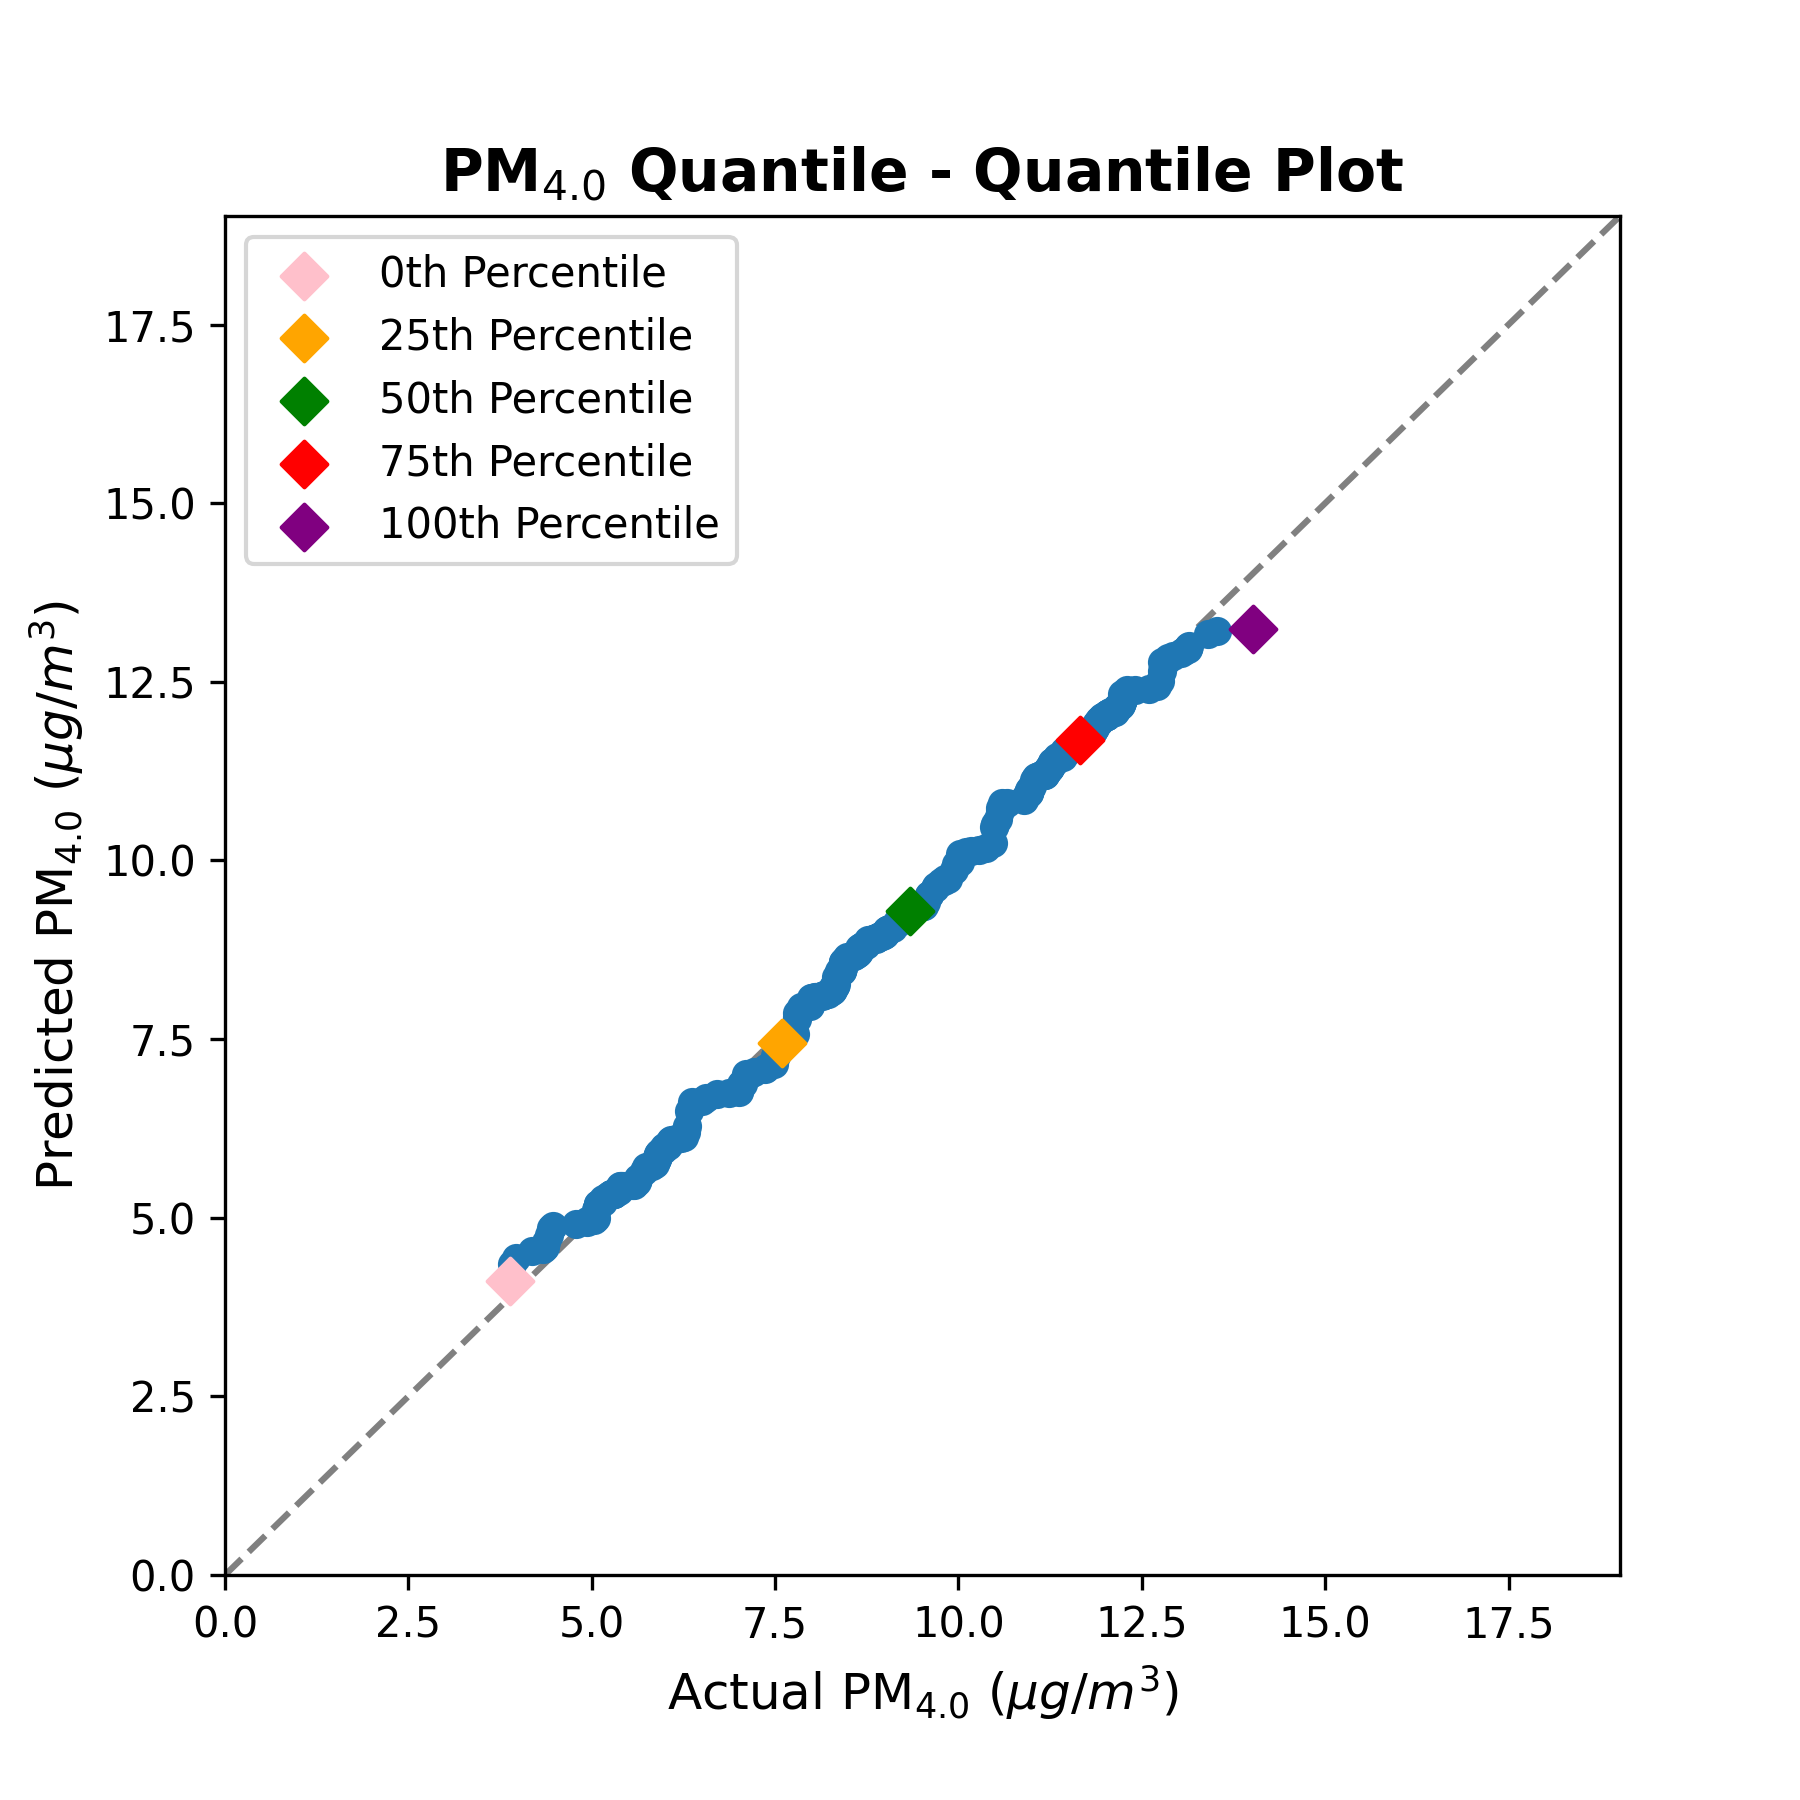 PM4.0 Quantile - Quantile Plot
0th Percentile
25th Percentile
50th Percentile
75th Percentile
100th Percentile
17.5
15.0
12.5
10.0
7.5
5.0
2.5
0.0
Predicted PM4.0 (μg/m³)
0.0 2.5 5.0 7.5 10.0 12.5 15.0 17.5
Actual PM4.0 (μg/m³)